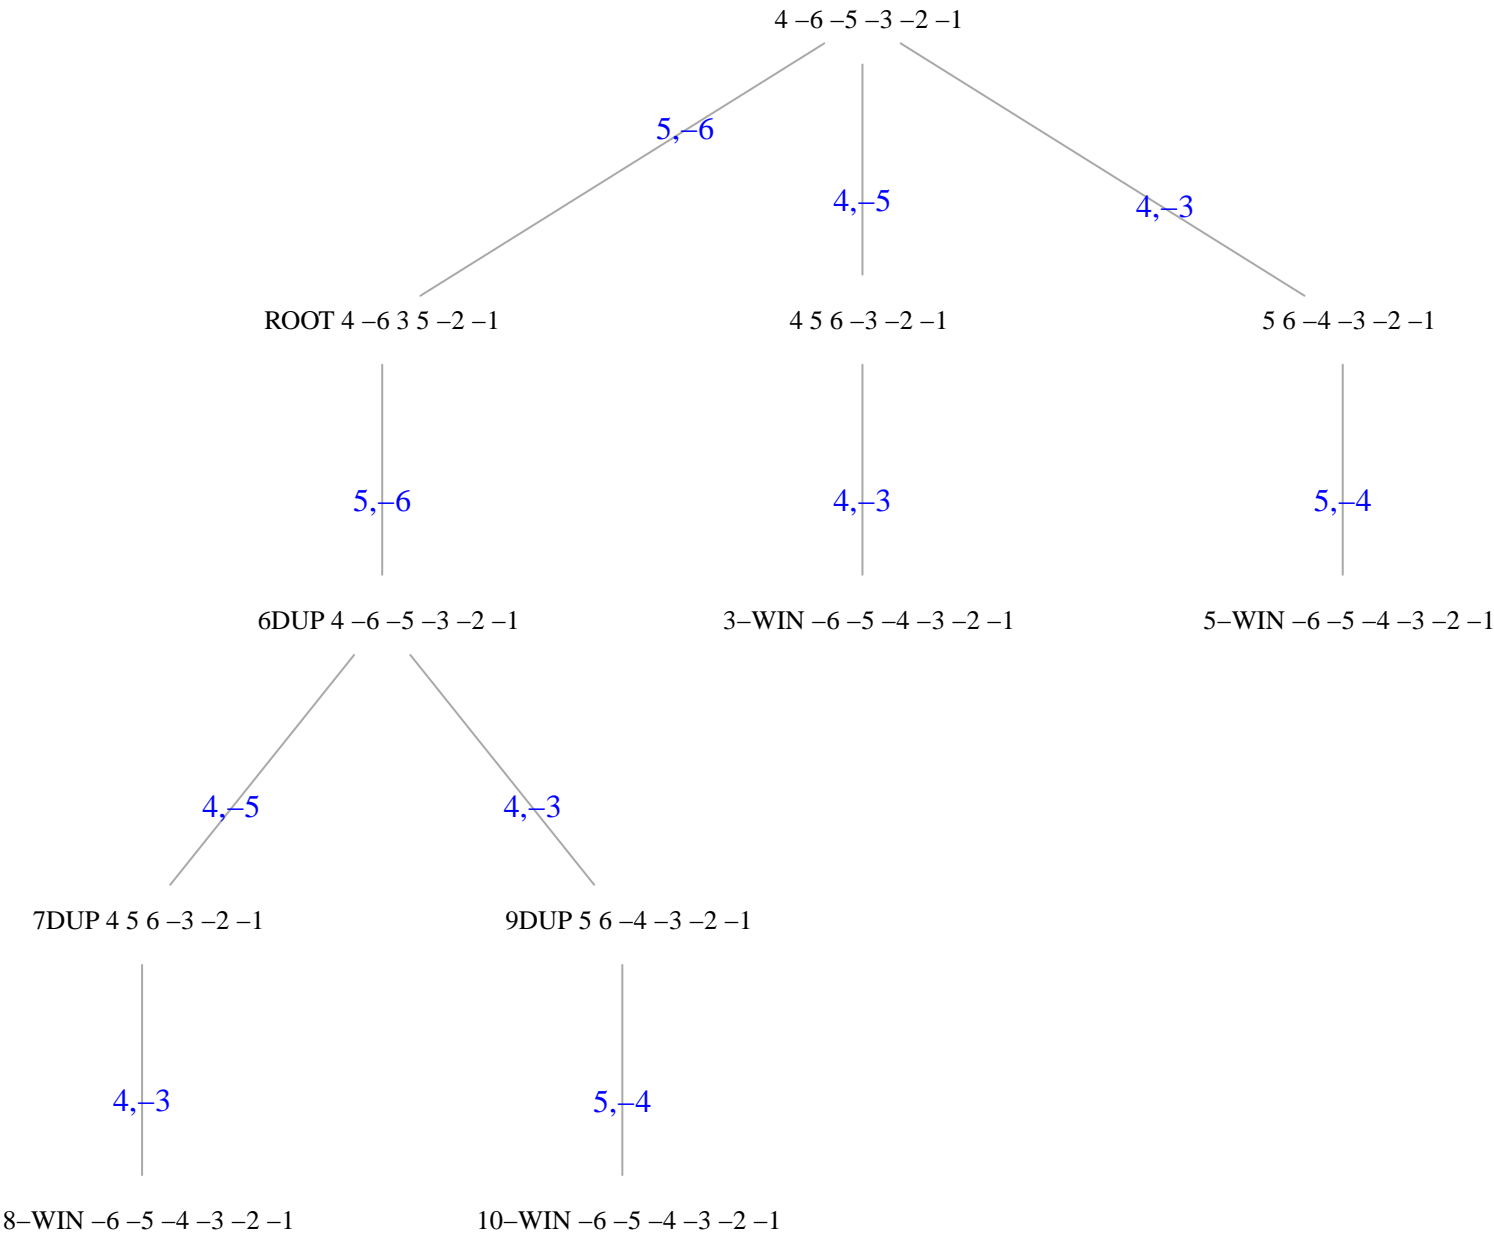 4 –6 –5 –3 –2 –1
5,–6
4,–5
4,–3
ROOT 4 –6 3 5 –2 –1
4 5 6 –3 –2 –1
5 6 –4 –3 –2 –1
5,–6
4,–3
5,–4
6DUP 4 –6 –5 –3 –2 –1
3–WIN –6 –5 –4 –3 –2 –1
5–WIN –6 –5 –4 –3 –2 –1
4,–5
4,–3
7DUP 4 5 6 –3 –2 –1
9DUP 5 6 –4 –3 –2 –1
4,–3
5,–4
8–WIN –6 –5 –4 –3 –2 –1
10–WIN –6 –5 –4 –3 –2 –1